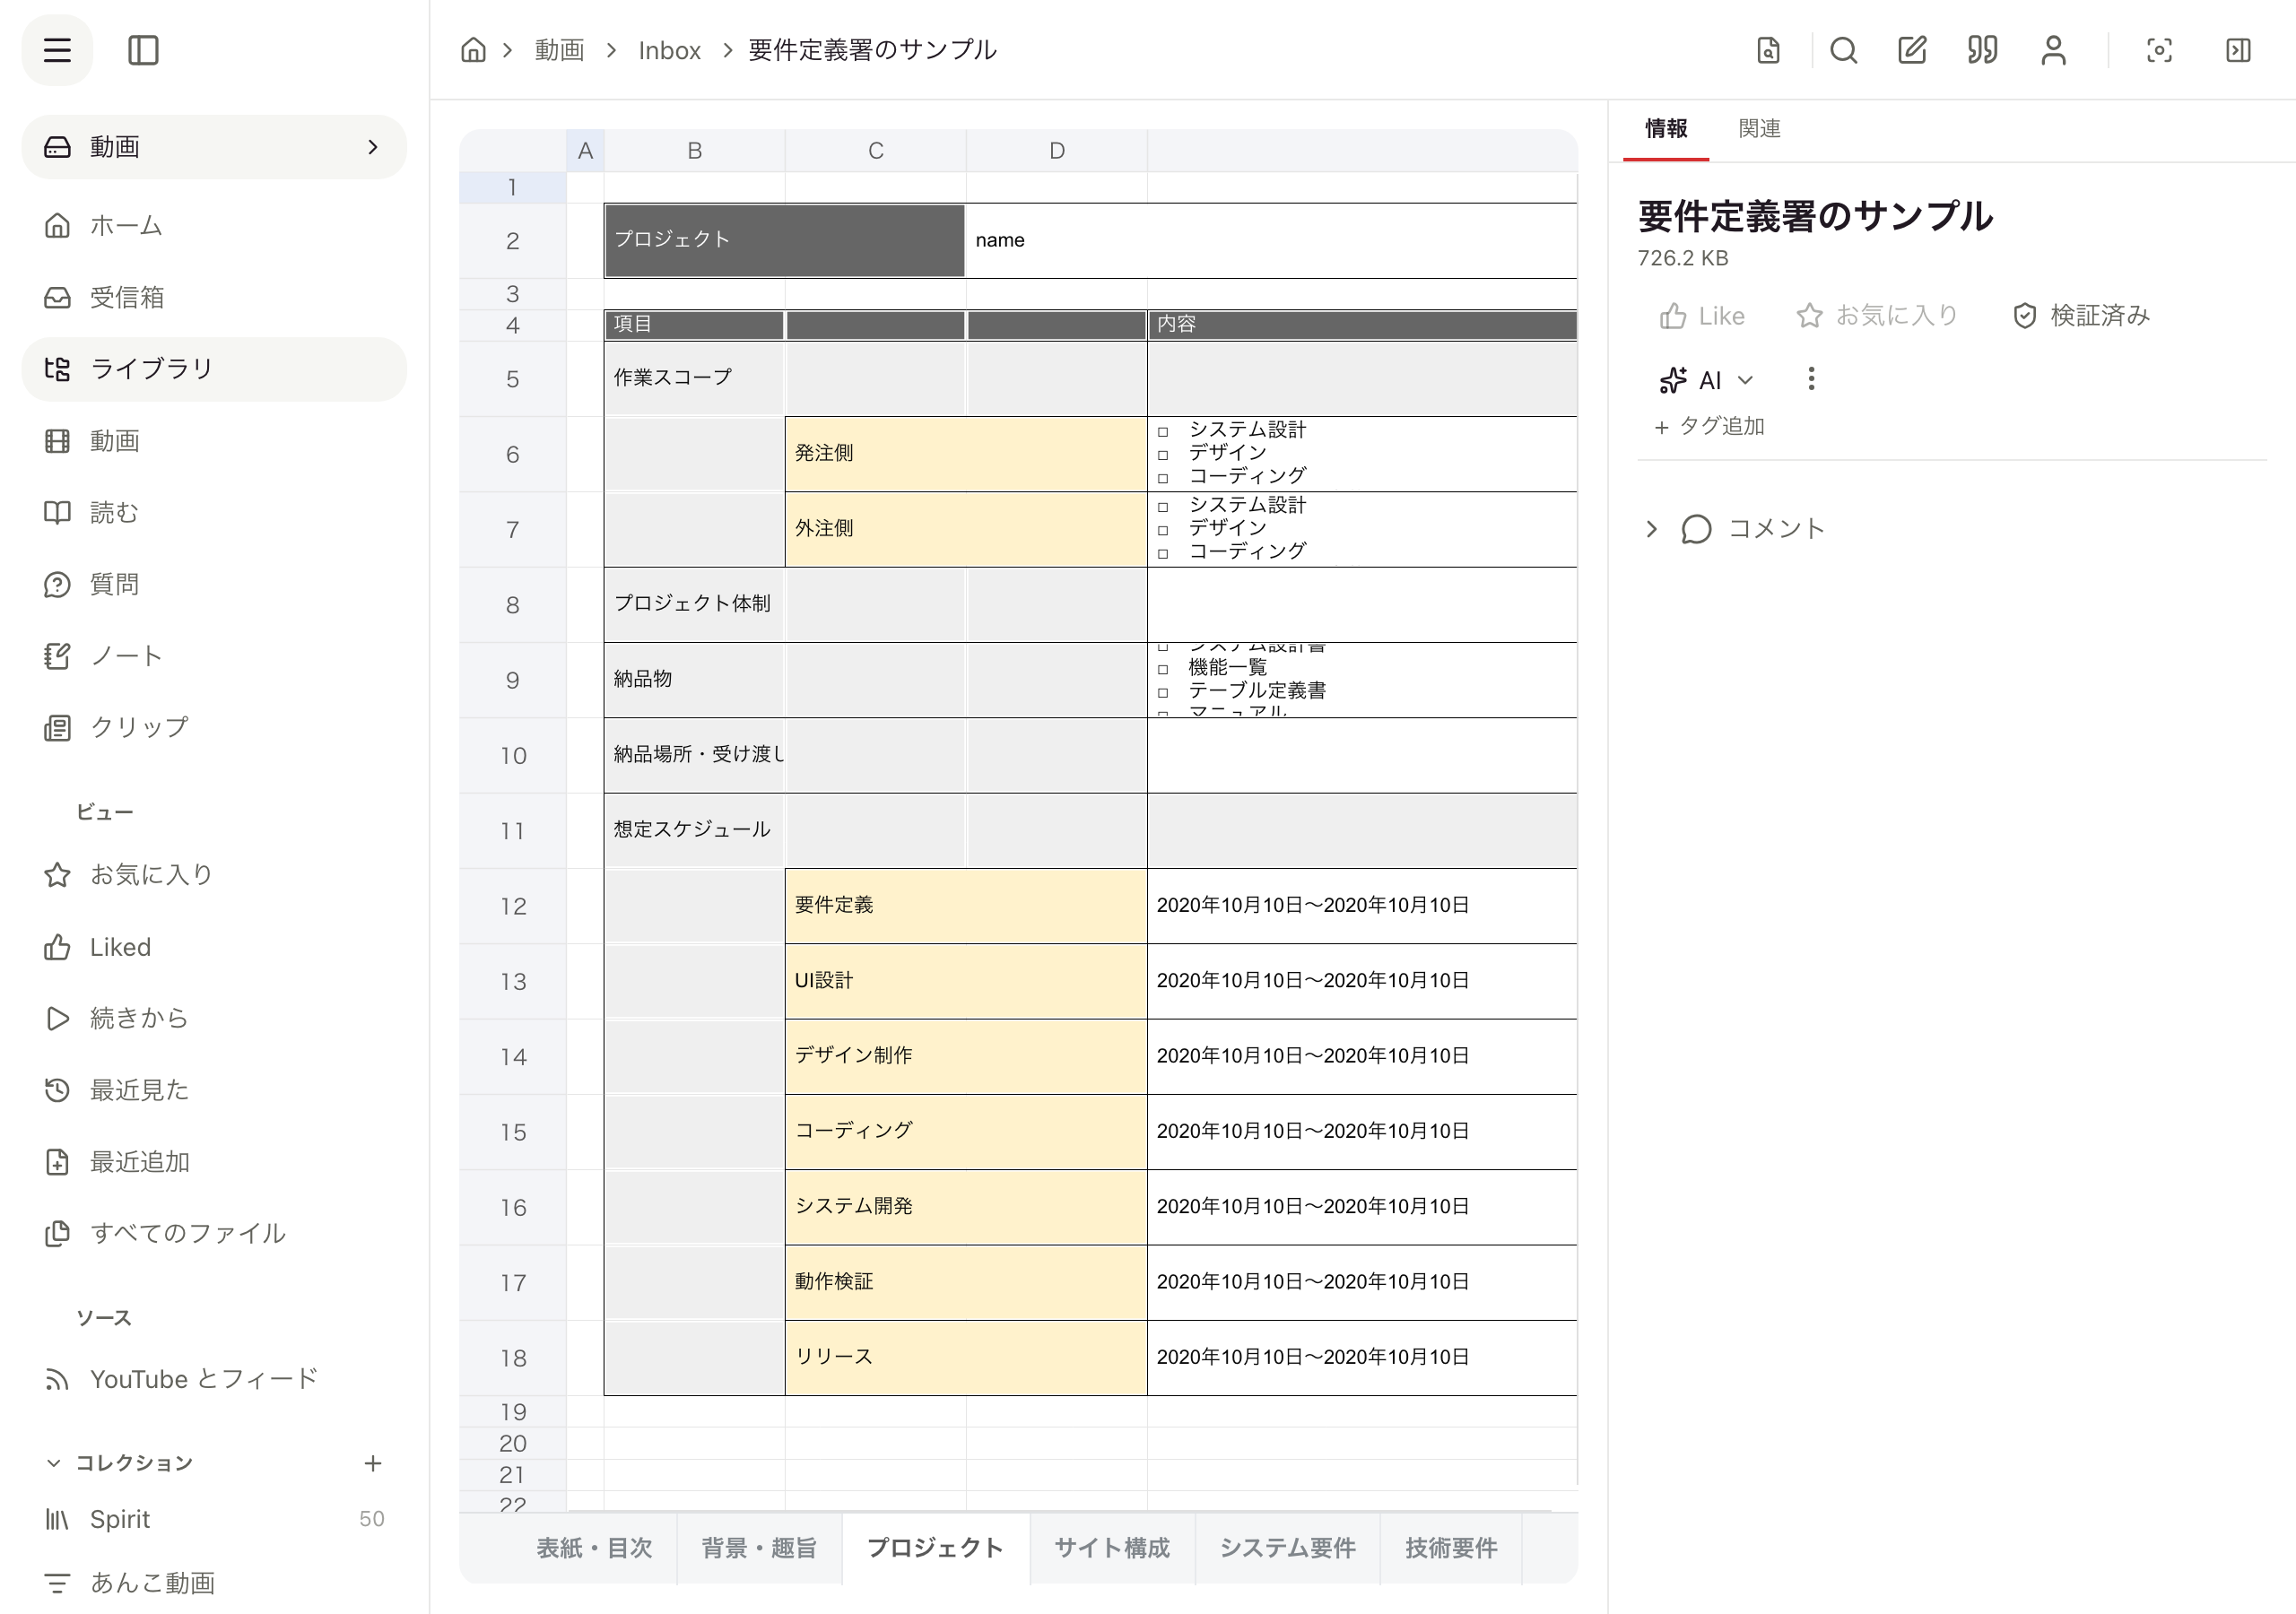 動画 > Inbox > 要件定義署のサンプル
動画
ホーム
受信箱
ライブラリ
動画
読む
質問
ノート
クリップ
ビュー
お気に入り
Liked
続きから
最近見た
最近追加
すべてのファイル
ソース
YouTube とフィード
コレクション
Spirit 50
あんこ動画
A B C D
1
2 プロジェクト name
3
4 項目 内容
5 作業スコープ
6 発注側
□ システム設計
□ デザイン
□ コーディング
7 外注側
□ システム設計
□ デザイン
□ コーディング
8 プロジェクト体制
9 納品物
□ システム設計書
□ 機能一覧
□ テーブル定義書
□ マニュアル
10 納品場所・受け渡し
11 想定スケジュール
12 要件定義 2020年10月10日〜2020年10月10日
13 UI設計 2020年10月10日〜2020年10月10日
14 デザイン制作 2020年10月10日〜2020年10月10日
15 コーディング 2020年10月10日〜2020年10月10日
16 システム開発 2020年10月10日〜2020年10月10日
17 動作検証 2020年10月10日〜2020年10月10日
18 リリース 2020年10月10日〜2020年10月10日
19
20
21
22
表紙・目次 背景・趣旨 プロジェクト サイト構成 システム要件 技術要件
情報 関連
要件定義署のサンプル
726.2 KB
Like お気に入り 検証済み
AI
+ タグ追加
コメント